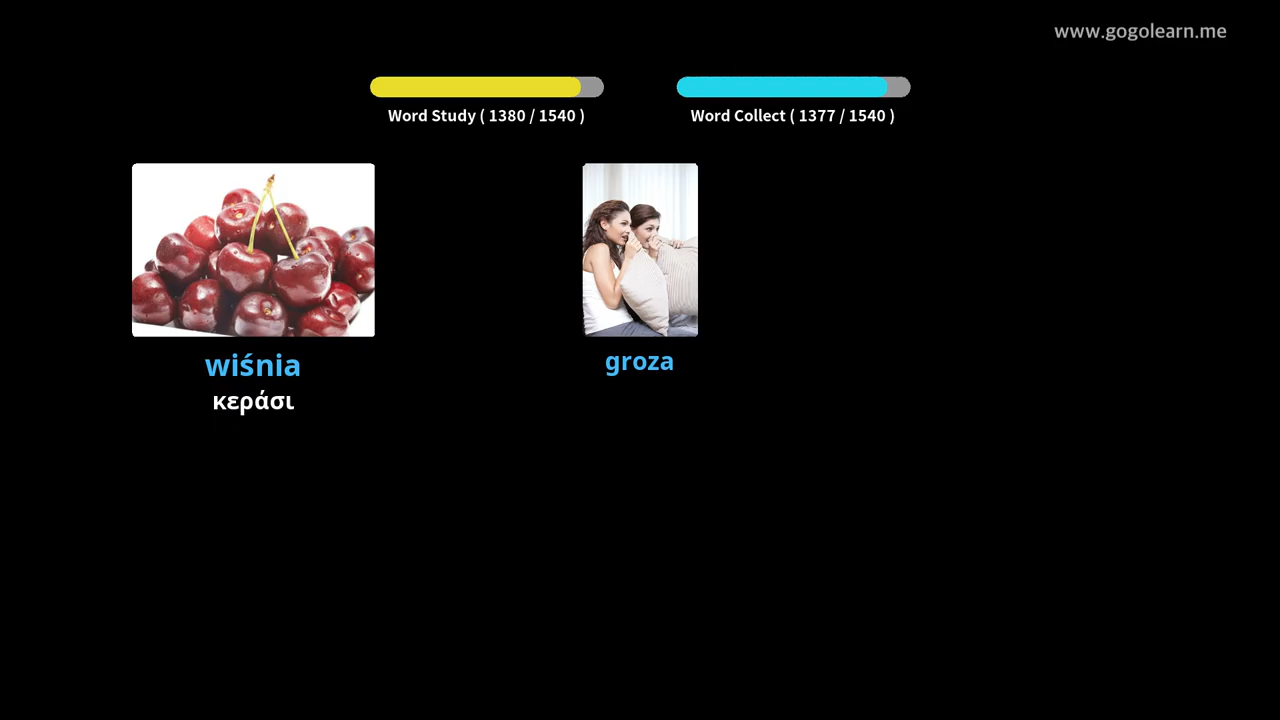 www.gogolearn.me
Word Study ( 1380 / 1540 )
Word Collect ( 1377 / 1540 )
wiśnia
κεράσι
groza